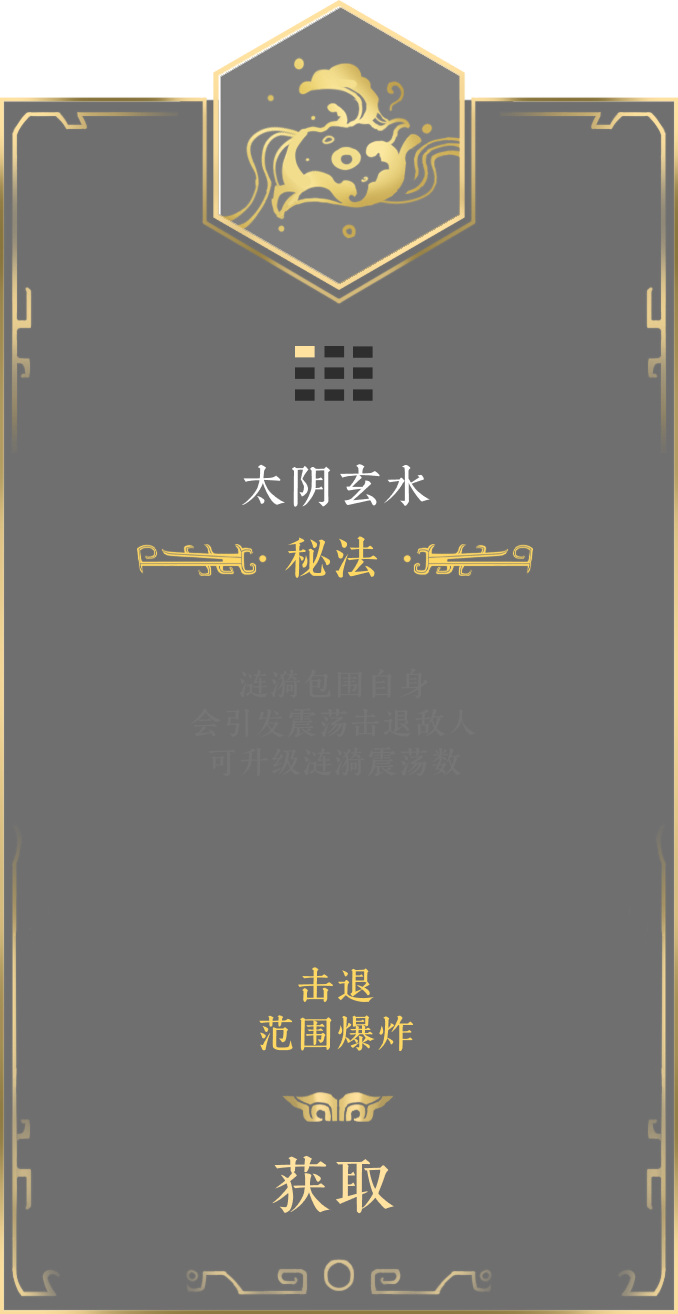 太阴玄水
· 秘法 ·
涟漪包围自身
会引发震荡击退敌人
可升级涟漪震荡数
击退
范围爆炸
获取